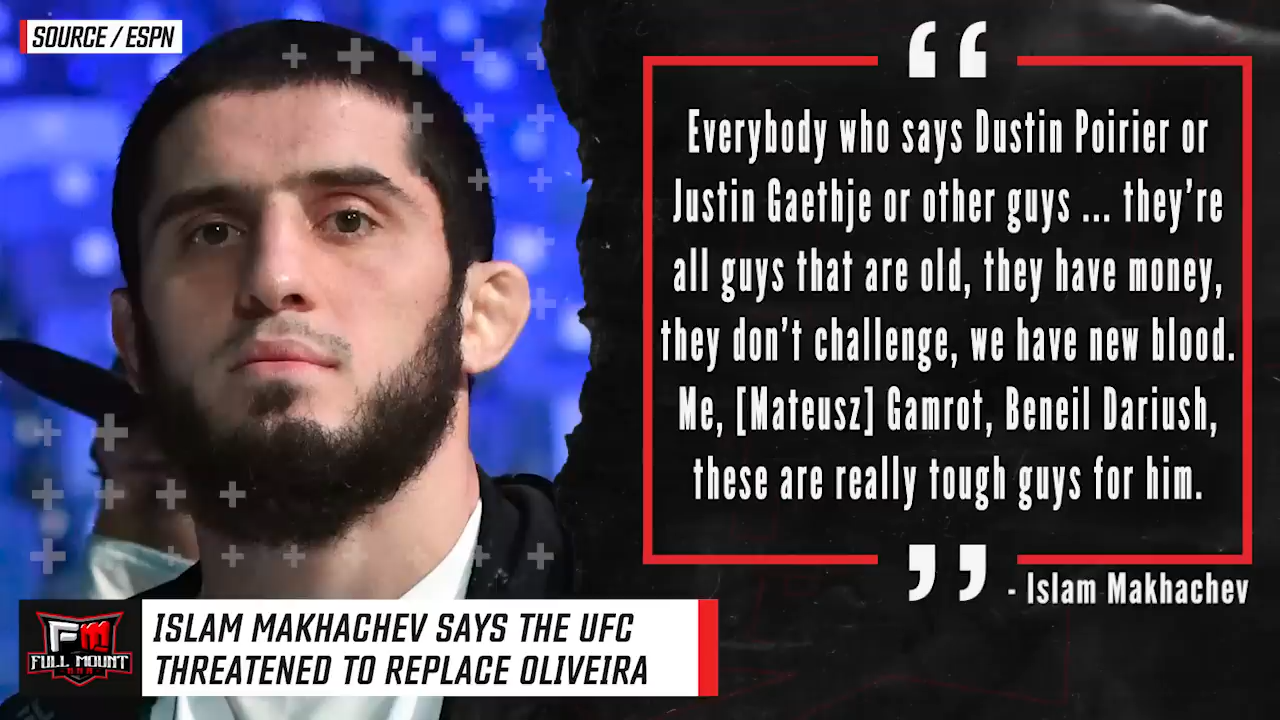 SOURCE / ESPN
“
Everybody who says Dustin Poirier or
Justin Gaethje or other guys ... they’re
all guys that are old, they have money,
they don’t challenge, we have new blood.
Me, [Mateusz] Gamrot, Beneil Dariush,
these are really tough guys for him.
”
- Islam Makhachev
FM
FULL MOUNT
ISLAM MAKHACHEV SAYS THE UFC
THREATENED TO REPLACE OLIVEIRA